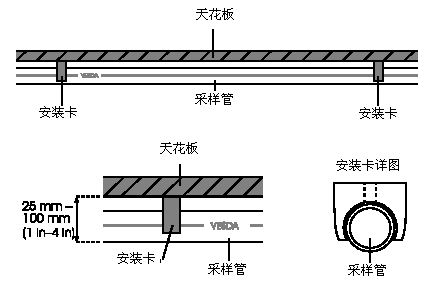 天花板
VESDA
采样管
安装卡
安装卡
天花板
安装卡详图
25 mm –
100 mm
(1 in–4 in)
VESDA
安装卡
采样管
采样管